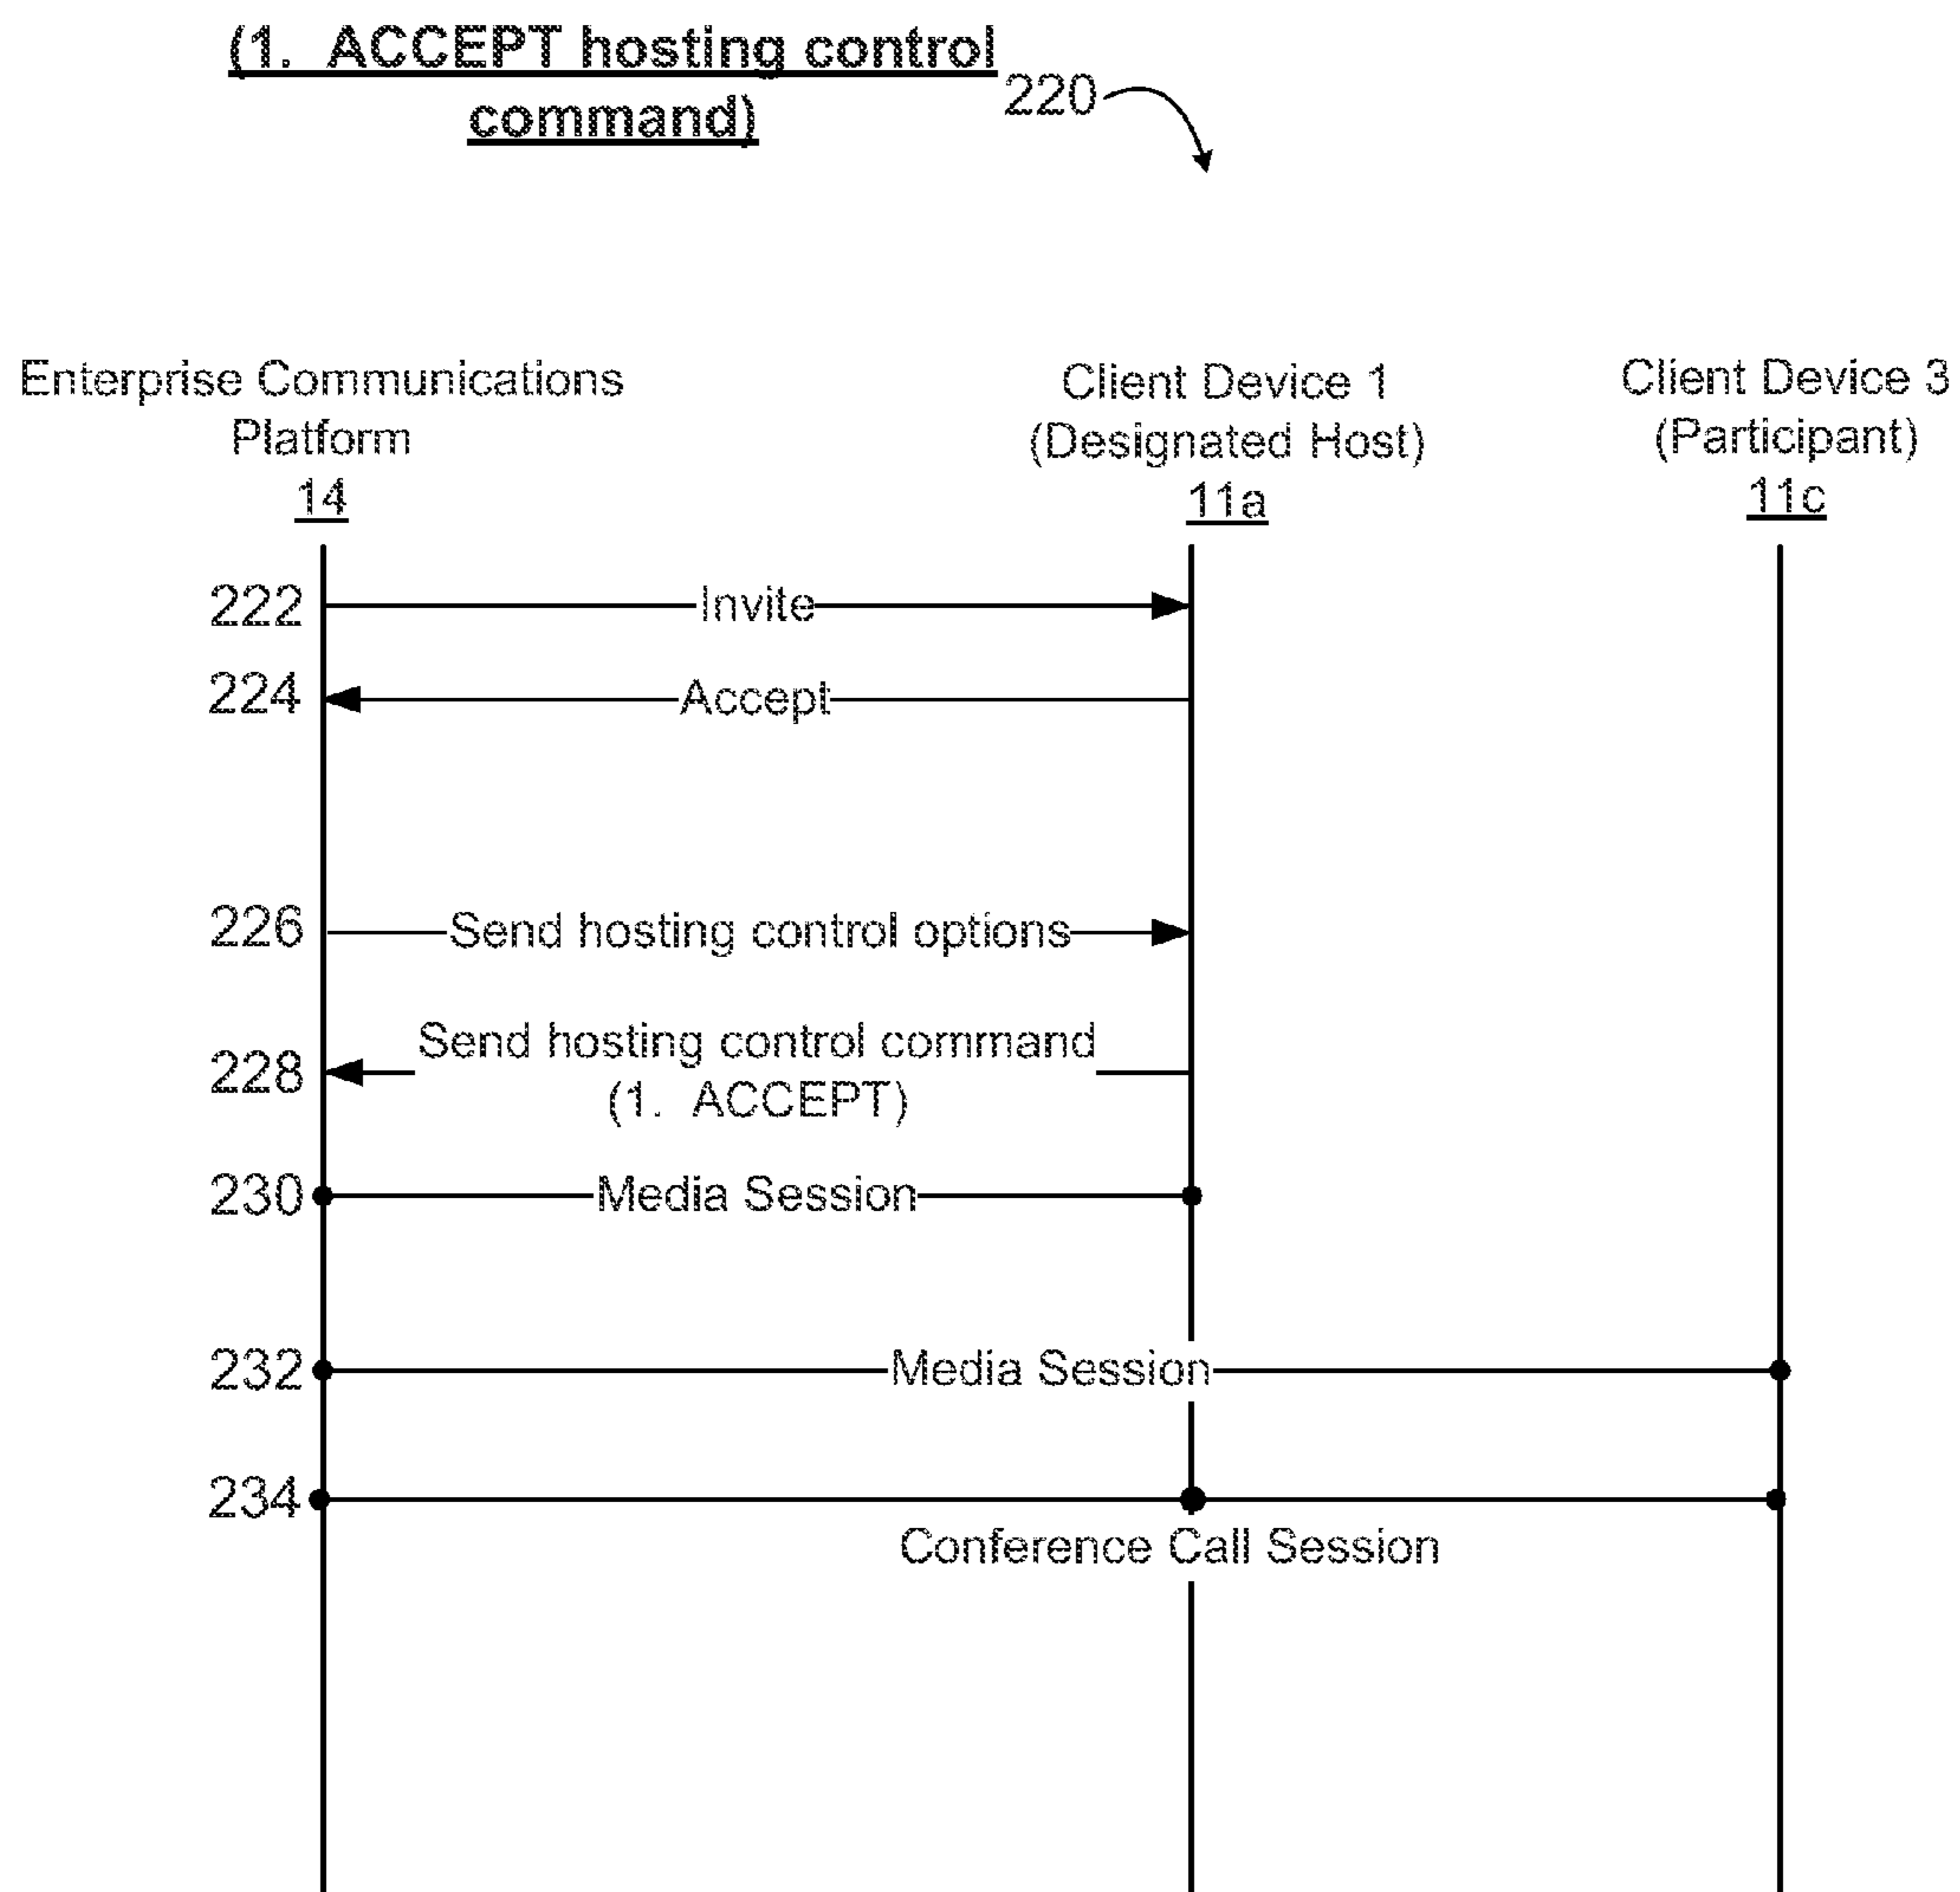 (1. ACCEPT hosting control
command)
220
Enterprise Communications
Platform
14
Client Device 1
(Designated Host)
11a
Client Device 3
(Participant)
11c
222
Invite
224
Accept
226
Send hosting control options
228
Send hosting control command
(1. ACCEPT)
230
Media Session
232
Media Session
234
Conference Call Session